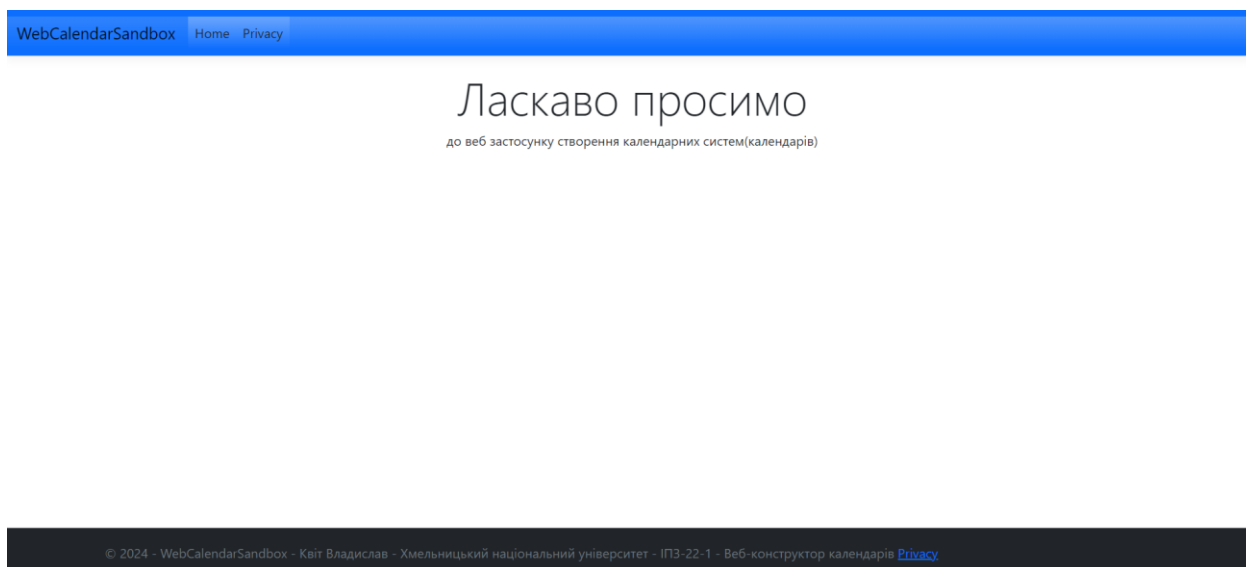 WebCalendarSandbox Home Privacy
Ласкаво просимо
до веб застосунку створення календарних систем(календарів)
© 2024 - WebCalendarSandbox - Квіт Владислав - Хмельницький національний університет - ІПЗ-22-1 - Веб-конструктор календарів Privacy